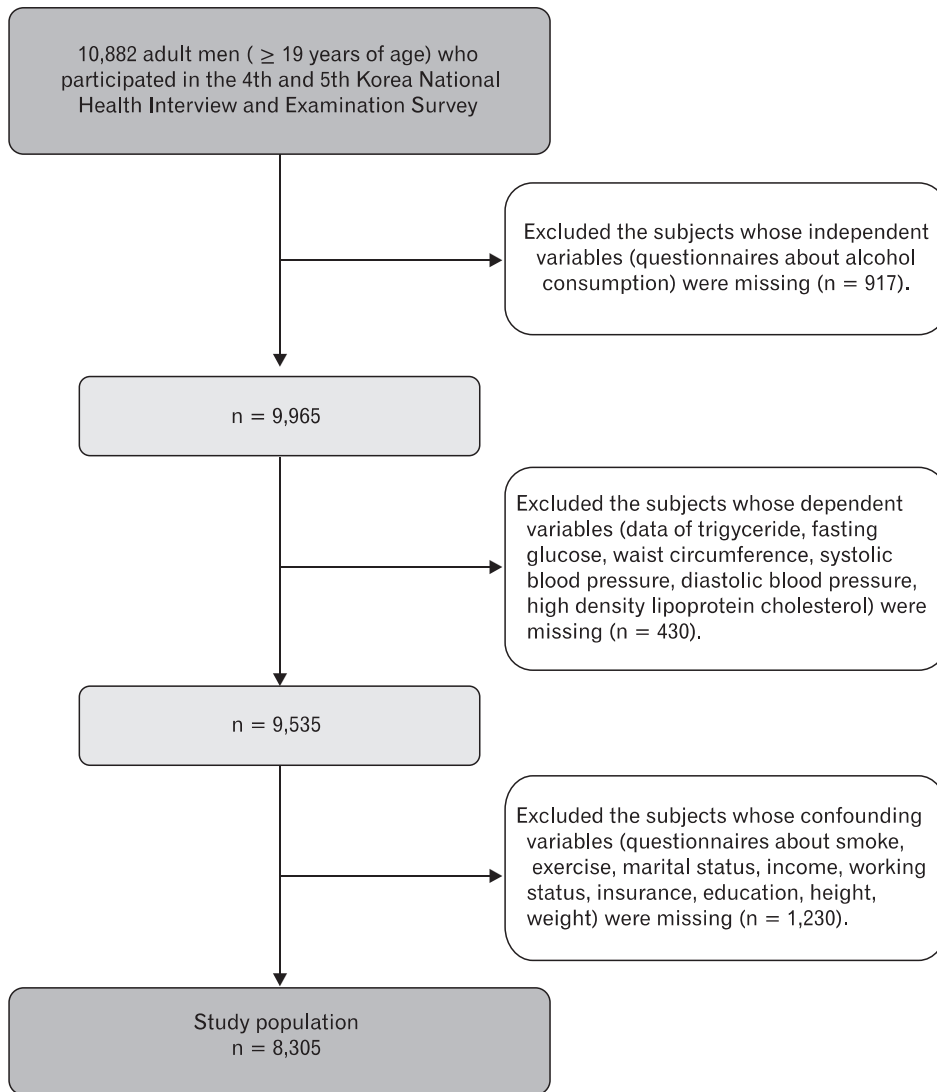 10,882 adult men ( ≥ 19 years of age) who
participated in the 4th and 5th Korea National
Health Interview and Examination Survey
Excluded the subjects whose independent
variables (questionnaires about alcohol
consumption) were missing (n = 917).
n = 9,965
Excluded the subjects whose dependent
variables (data of trigyceride, fasting
glucose, waist circumference, systolic
blood pressure, diastolic blood pressure,
high density lipoprotein cholesterol) were
missing (n = 430).
n = 9,535
Excluded the subjects whose confounding
variables (questionnaires about smoke,
exercise, marital status, income, working
status, insurance, education, height,
weight) were missing (n = 1,230).
Study population
n = 8,305